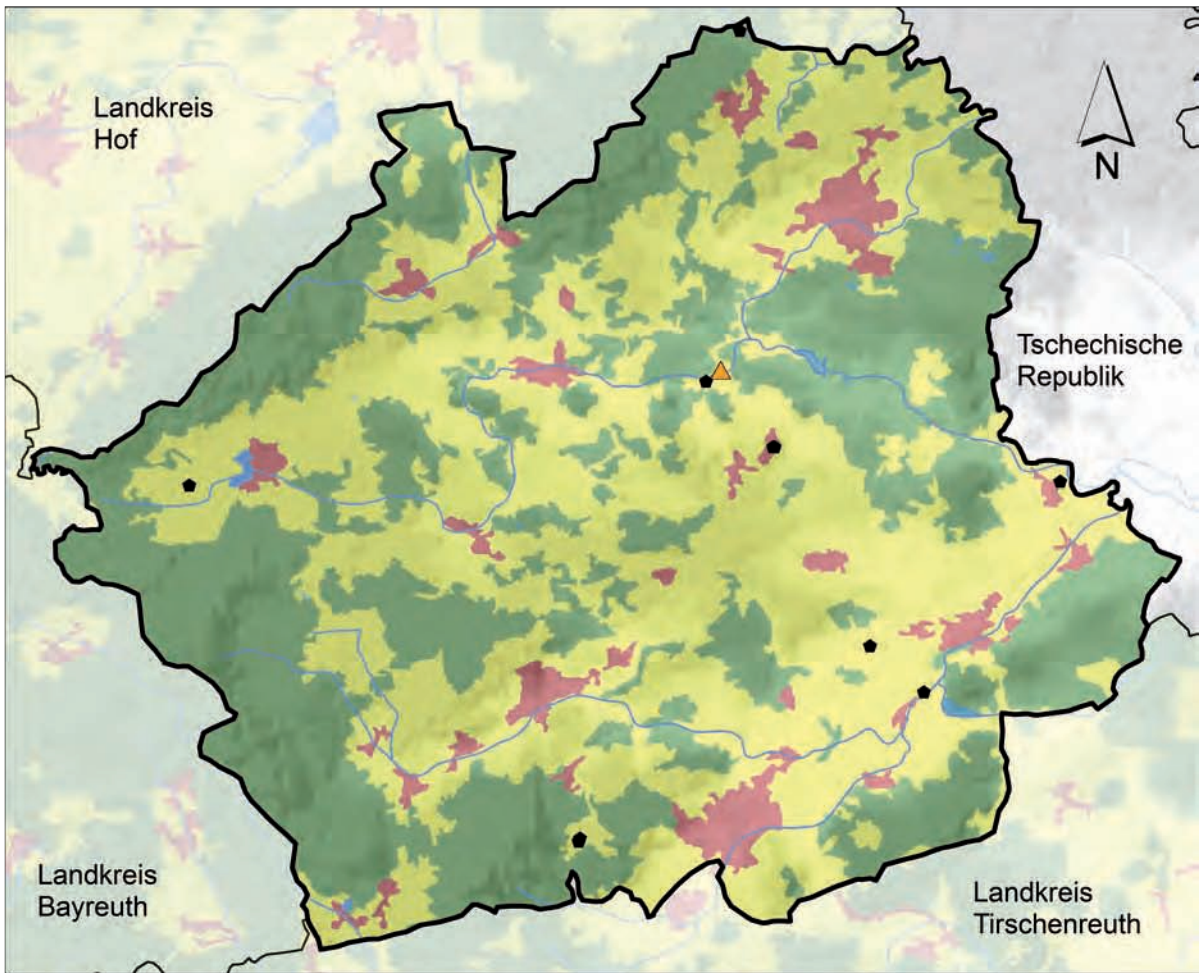 Landkreis
Hof
N
Tschechische
Republik
Landkreis
Bayreuth
Landkreis
Tirschenreuth